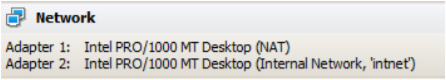 Network
Adapter 1: Intel PRO/1000 MT Desktop (NAT)
Adapter 2: Intel PRO/1000 MT Desktop (Internal Network, 'intnet')